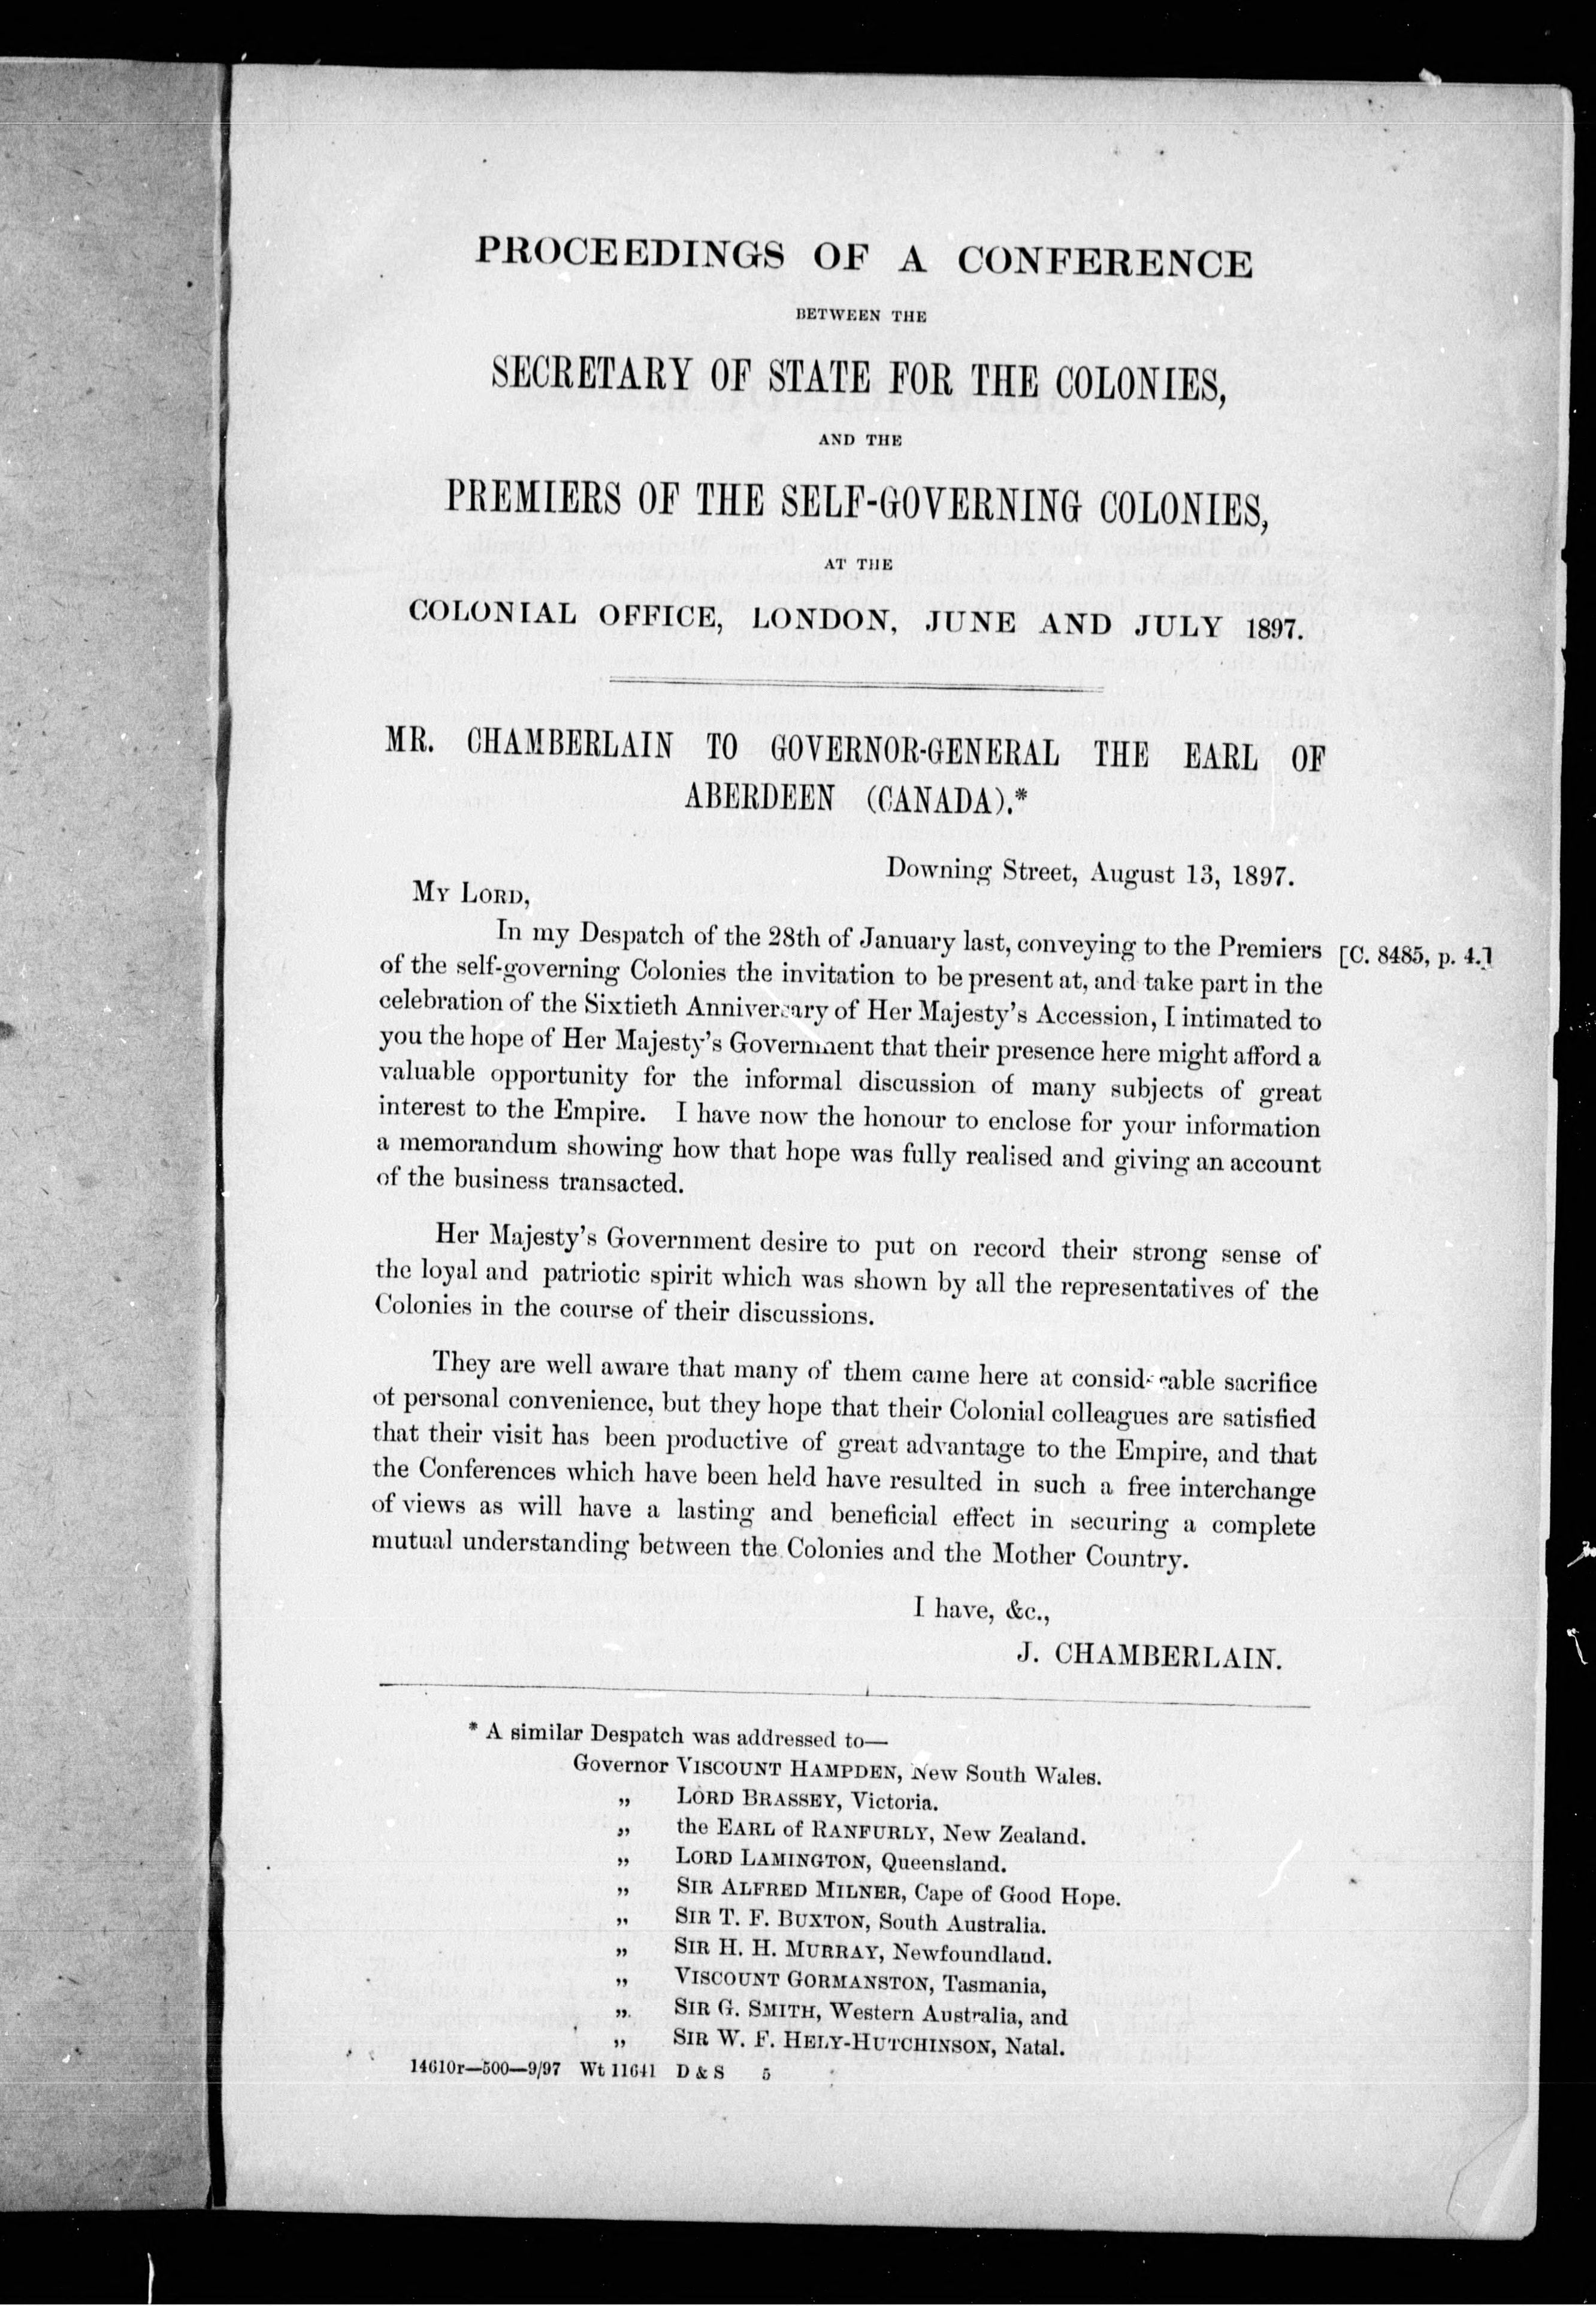 PROCEEDINGS OF A CONFERENCE
BETWEEN THE
SECRETARY OF STATE FOR THE COLONIES,
AND THE
PREMIERS OF THE SELF-GOVERNING COLONIES,
AT THE
COLONIAL OFFICE, LONDON, JUNE AND JULY 1897.
MR. CHAMBERLAIN TO GOVERNOR-GENERAL THE EARL OF
ABERDEEN (CANADA).*
Downing Street, August 13, 1897.
MY LORD,
In my Despatch of the 28th of January last, conveying to the Premiers [C. 8485, p. 4.]
of the self-governing Colonies the invitation to be present at, and take part in the
celebration of the Sixtieth Anniversary of Her Majesty's Accession, I intimated to
you the hope of Her Majesty's Government that their presence here might afford a
valuable opportunity for the informal discussion of many subjects of great
interest to the Empire. I have now the honour to enclose for your information
a memorandum showing how that hope was fully realised and giving an account
of the business transacted.
Her Majesty's Government desire to put on record their strong sense of
the loyal and patriotic spirit which was shown by all the representatives of the
Colonies in the course of their discussions.
They are well aware that many of them came here at considerable sacrifice
of personal convenience, but they hope that their Colonial colleagues are satisfied
that their visit has been productive of great advantage to the Empire, and that
the Conferences which have been held have resulted in such a free interchange
of views as will have a lasting and beneficial effect in securing a complete
mutual understanding between the Colonies and the Mother Country.
I have, &c.,
J. CHAMBERLAIN.
* A similar Despatch was addressed to—
Governor VISCOUNT HAMPDEN, New South Wales.
„ LORD BRASSEY, Victoria.
„ the EARL of RANFURLY, New Zealand.
„ LORD LAMINGTON, Queensland.
„ SIR ALFRED MILNER, Cape of Good Hope.
„ SIR T. F. BUXTON, South Australia.
„ SIR H. H. MURRAY, Newfoundland.
„ VISCOUNT GORMANSTON, Tasmania,
„ SIR G. SMITH, Western Australia, and
„ SIR W. F. HELY-HUTCHINSON, Natal.
14610r—500—9/97 Wt 11641 D & S 5